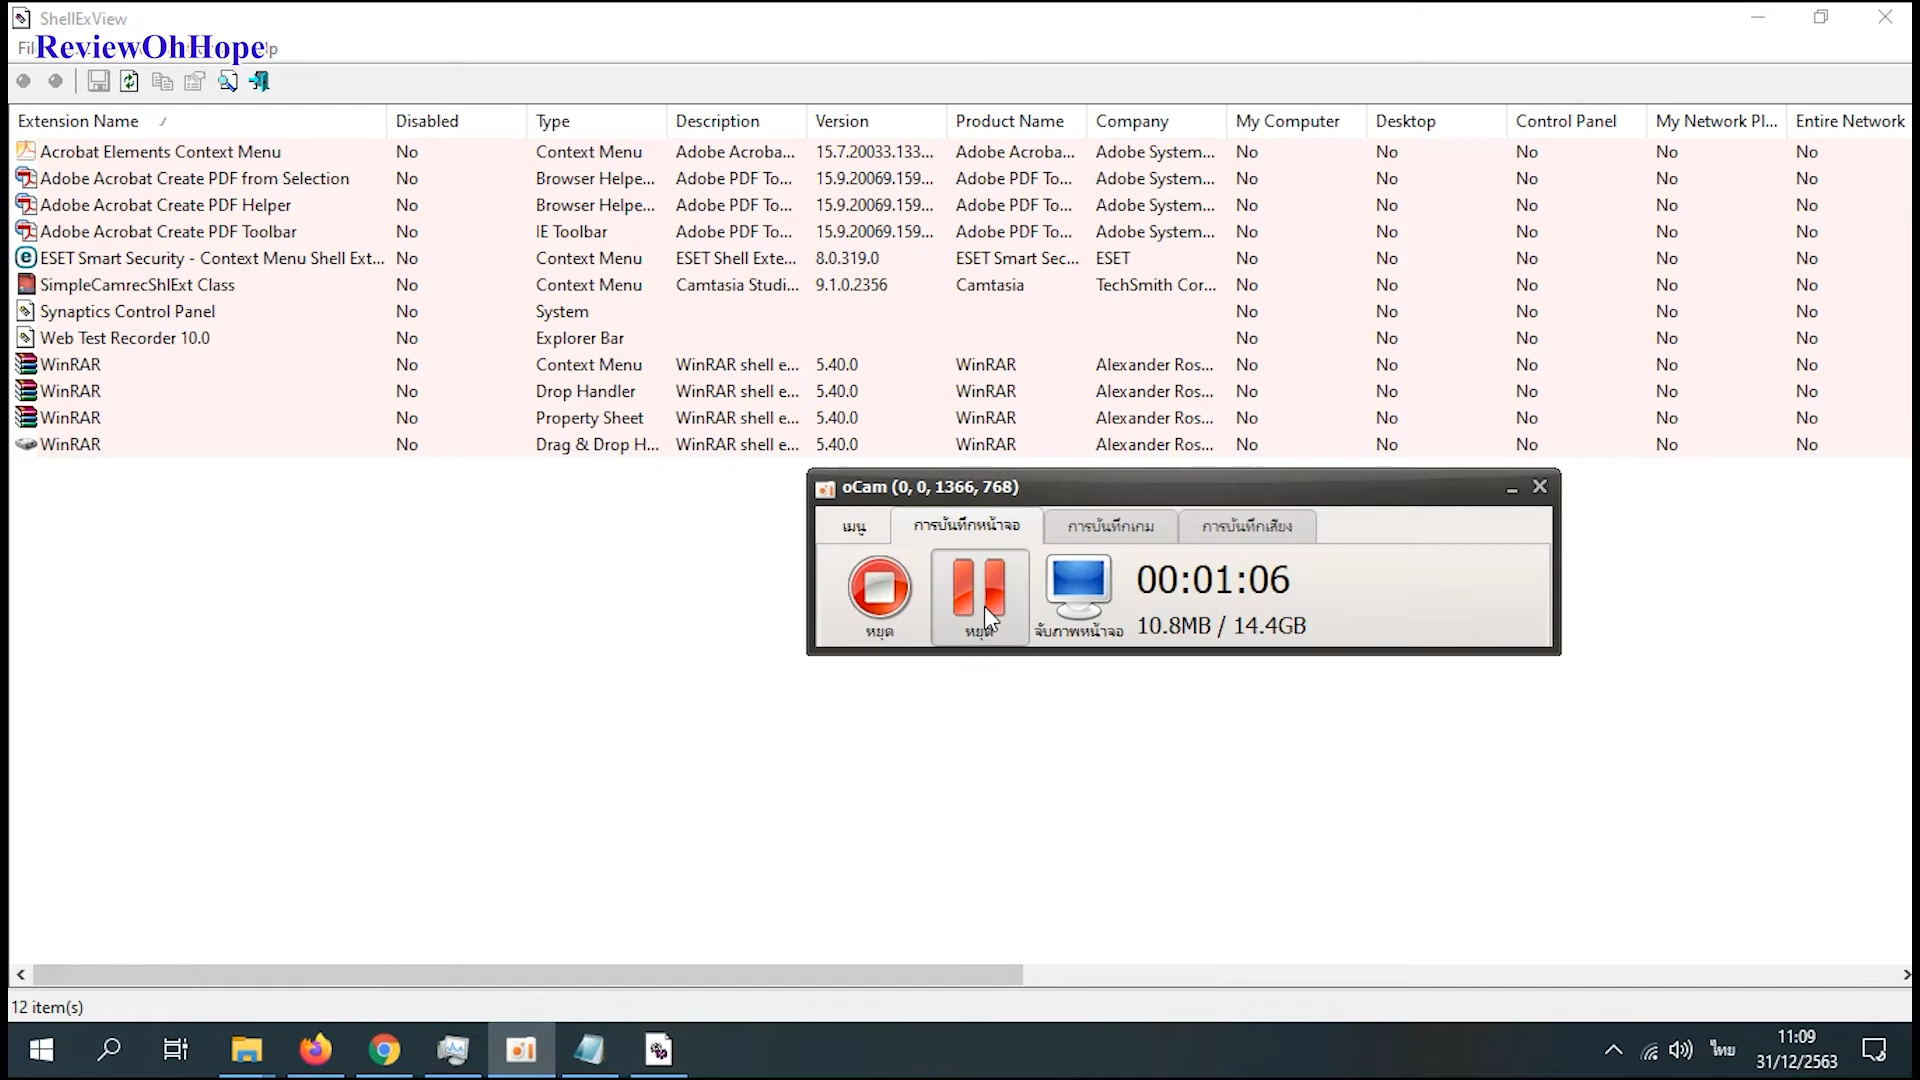 ShellExView
Fil ReviewOhHope lp
Extension Name Disabled Type Description Version Product Name Company My Computer Desktop Control Panel My Network Pl... Entire Network
Acrobat Elements Context Menu No Context Menu Adobe Acroba... 15.7.20033.133... Adobe Acroba... Adobe System... No No No No No
Adobe Acrobat Create PDF from Selection No Browser Helpe... Adobe PDF To... 15.9.20069.159... Adobe PDF To... Adobe System... No No No No No
Adobe Acrobat Create PDF Helper No Browser Helpe... Adobe PDF To... 15.9.20069.159... Adobe PDF To... Adobe System... No No No No No
Adobe Acrobat Create PDF Toolbar No IE Toolbar Adobe PDF To... 15.9.20069.159... Adobe PDF To... Adobe System... No No No No No
ESET Smart Security - Context Menu Shell Ext... No Context Menu ESET Shell Exte... 8.0.319.0 ESET Smart Sec... ESET No No No No No
SimpleCamrecShlExt Class No Context Menu Camtasia Studi... 9.1.0.2356 Camtasia TechSmith Cor... No No No No No
Synaptics Control Panel No System No No No No No
Web Test Recorder 10.0 No Explorer Bar No No No No No
WinRAR No Context Menu WinRAR shell e... 5.40.0 WinRAR Alexander Ros... No No No No No
WinRAR No Drop Handler WinRAR shell e... 5.40.0 WinRAR Alexander Ros... No No No No No
WinRAR No Property Sheet WinRAR shell e... 5.40.0 WinRAR Alexander Ros... No No No No No
WinRAR No Drag & Drop H... WinRAR shell e... 5.40.0 WinRAR Alexander Ros... No No No No No
oCam (0, 0, 1366, 768)
เมนู การบันทึกหน้าจอ การบันทึกเกม การบันทึกเสียง
00:01:06
หยุด หยุด จับภาพหน้าจอ 10.8MB / 14.4GB
12 item(s)
ไทย 11:09
31/12/2563